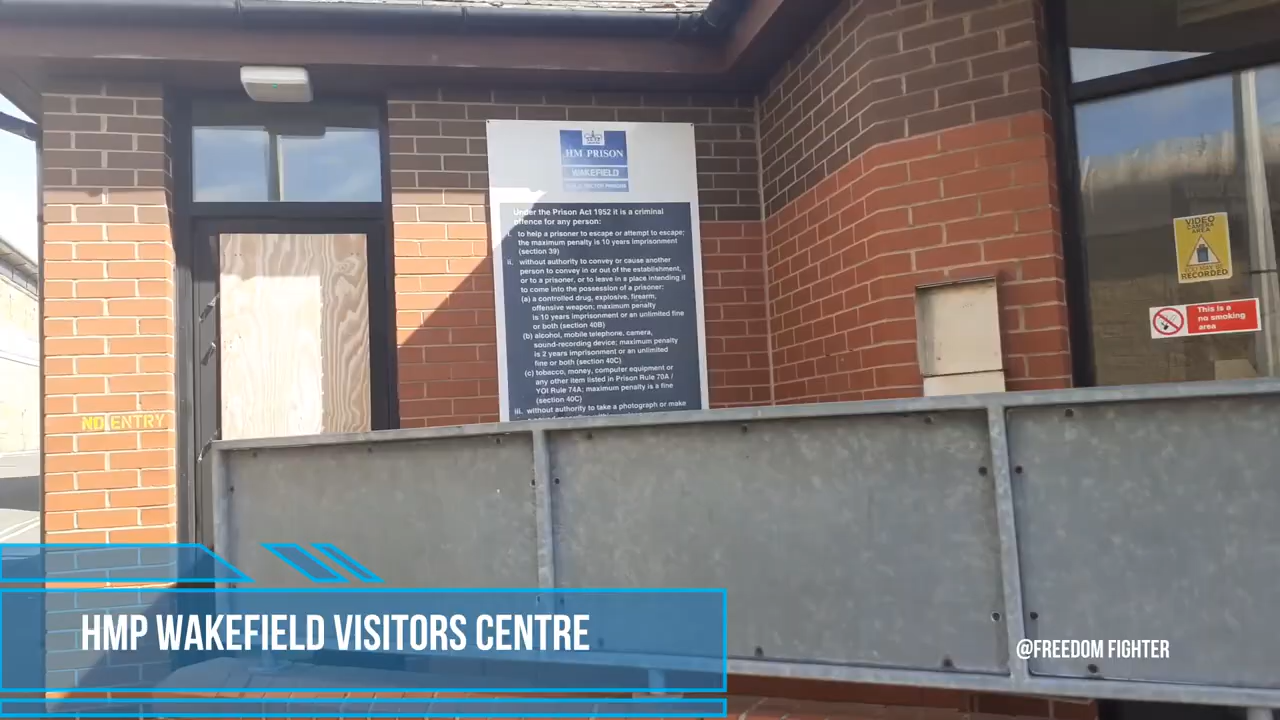 HM PRISON
WAKEFIELD
Under the Prison Act 1952 it is a criminal
offence for any person:
i. to help a prisoner to escape or attempt to escape;
the maximum penalty is 10 years imprisonment
(section 39)
ii. without authority to convey or cause another
person to convey in or out of the establishment,
or to a prisoner, or to leave in a place intending it
to come into the possession of a prisoner:
(a) a controlled drug, explosive, firearm,
offensive weapon; maximum penalty
is 10 years imprisonment or an unlimited fine
or both (section 40B)
(b) alcohol, mobile telephone, camera,
sound-recording device; maximum penalty
is 2 years imprisonment or an unlimited
fine or both (section 40C)
(c) tobacco, money, computer equipment or
any other item listed in Prison Rule 70A /
YOI Rule 74A; maximum penalty is a fine
(section 40C)
iii. without authority to take a photograph or make
VIDEO
CAMERA
AREA
RECORDED
This is a
no smoking
area
NO ENTRY
HMP WAKEFIELD VISITORS CENTRE
@FREEDOM FIGHTER